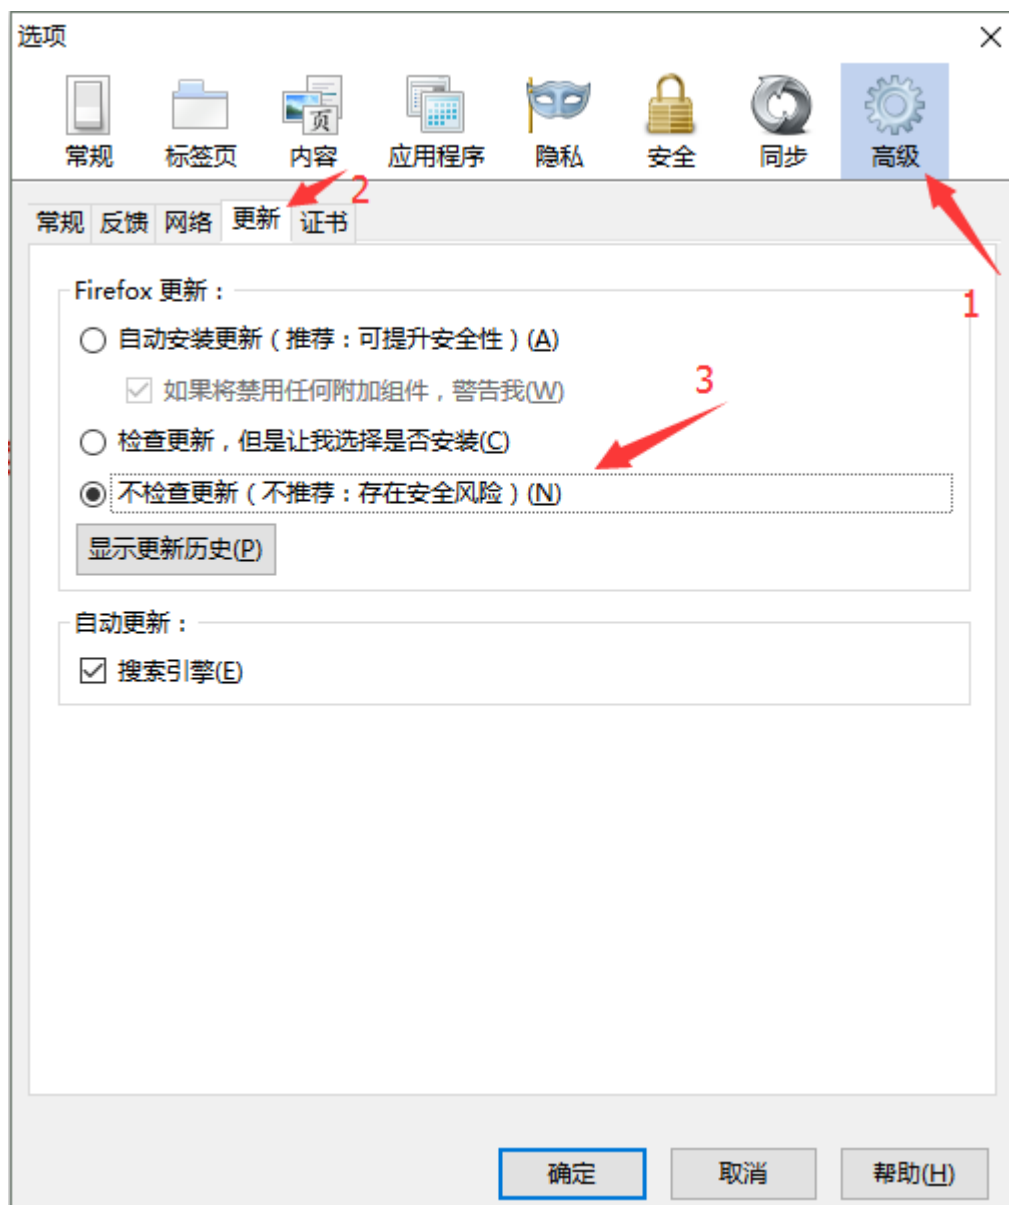 选项
页
常规 标签页 内容 应用程序 隐私 安全 同步 高级
2
常规 反馈 网络 更新 证书
1
Firefox 更新：
自动安装更新（推荐：可提升安全性）(A)
3
如果将禁用任何附加组件，警告我(W)
检查更新，但是让我选择是否安装(C)
不检查更新（不推荐：存在安全风险）(N)
显示更新历史(P)
自动更新：
搜索引擎(E)
确定 取消 帮助(H)